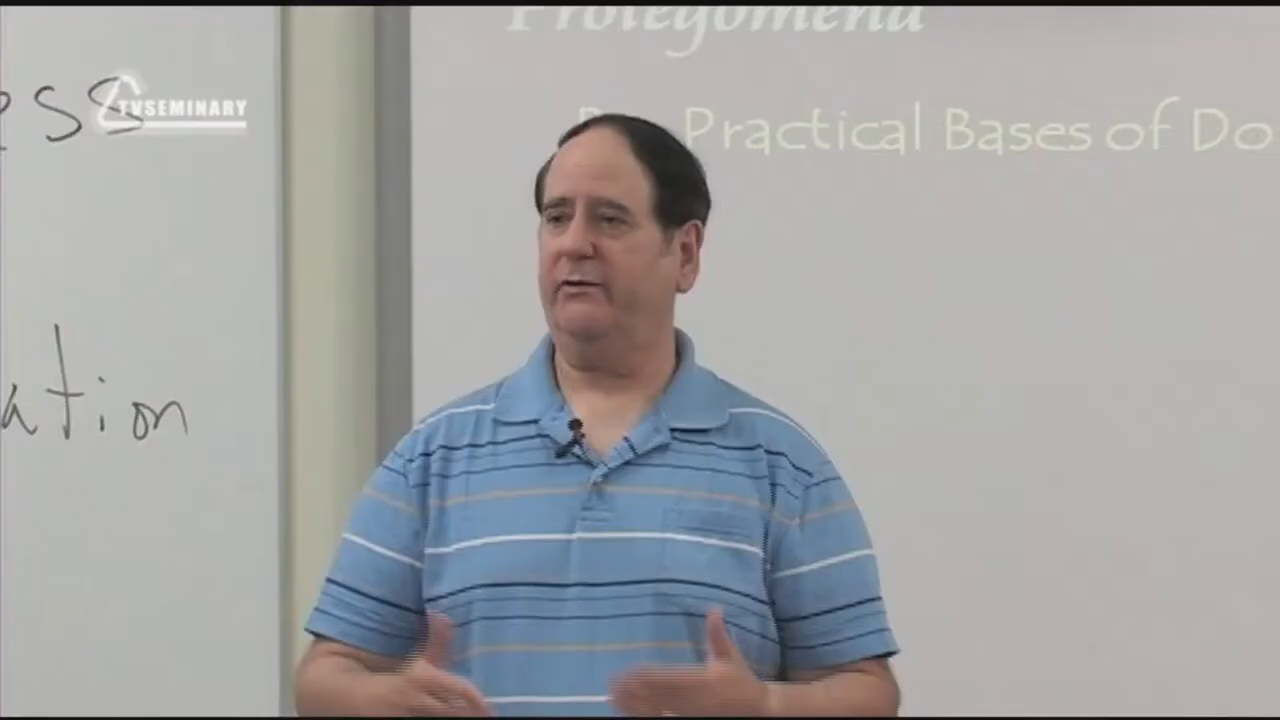 Prolegomena
Practical Bases of Do
ess
TVSEMINARY
ation